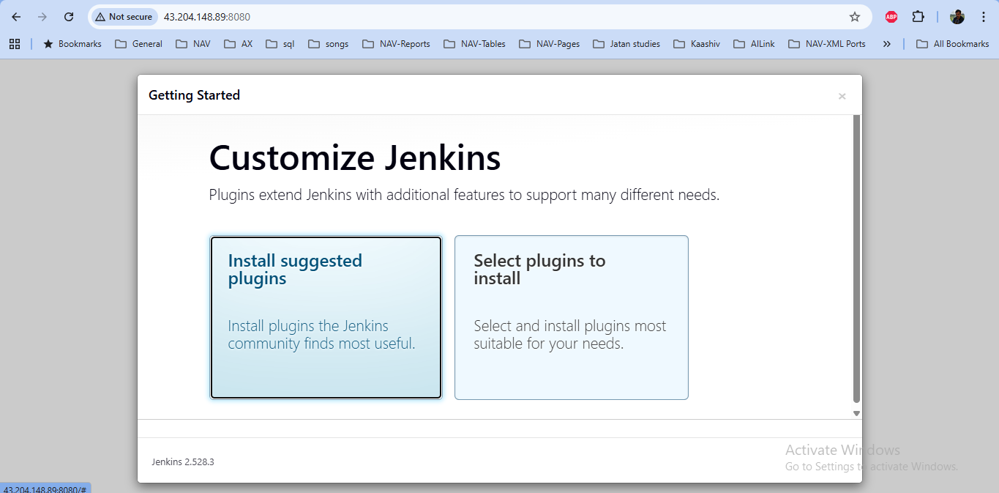 Not secure 43.204.148.89:8080 ABP
Bookmarks General NAV AX sql songs NAV-Reports NAV-Tables NAV-Pages Jatan studies Kaashiv AILink NAV-XML Ports » All Bookmarks
Getting Started ×
Customize Jenkins
Plugins extend Jenkins with additional features to support many different needs.
Install suggested
plugins
Install plugins the Jenkins
community finds most useful.
Select plugins to
install
Select and install plugins most
suitable for your needs.
Jenkins 2.528.3
Activate Windows
Go to Settings to activate Windows.
43.204.148.89:8080/#